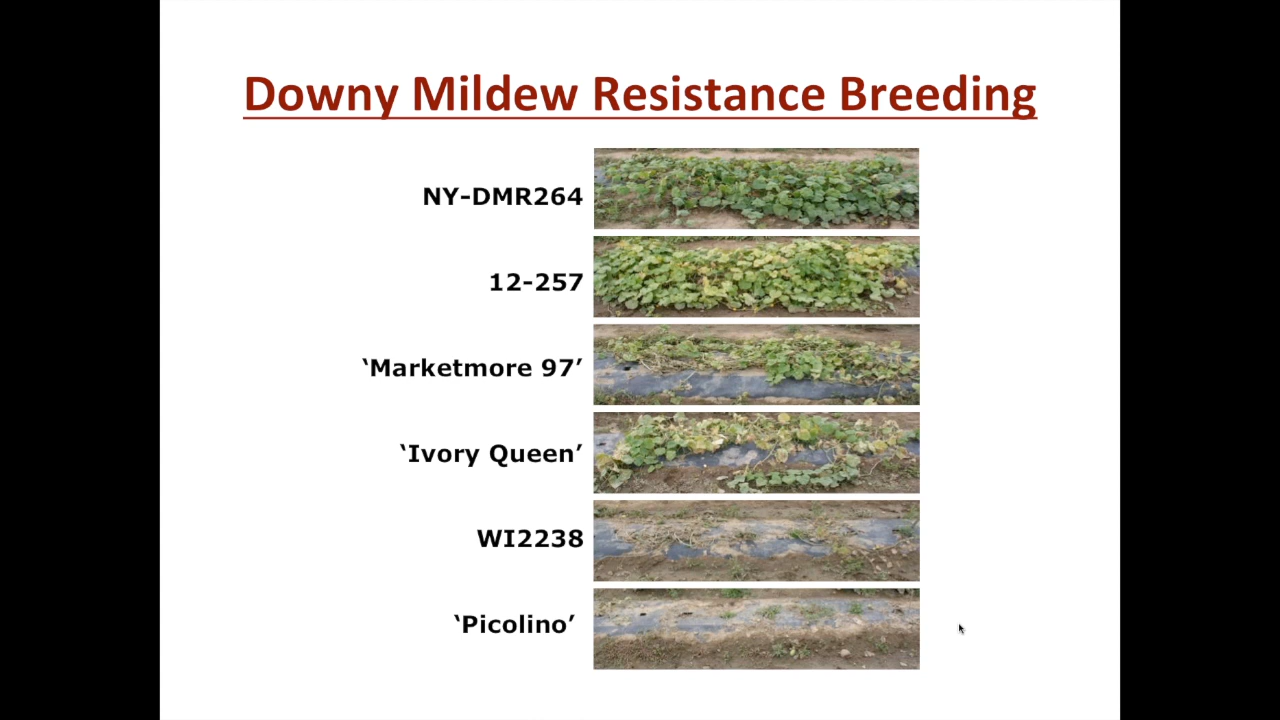 Downy Mildew Resistance Breeding
NY-DMR264
12-257
‘Marketmore 97’
‘Ivory Queen’
WI2238
‘Picolino’